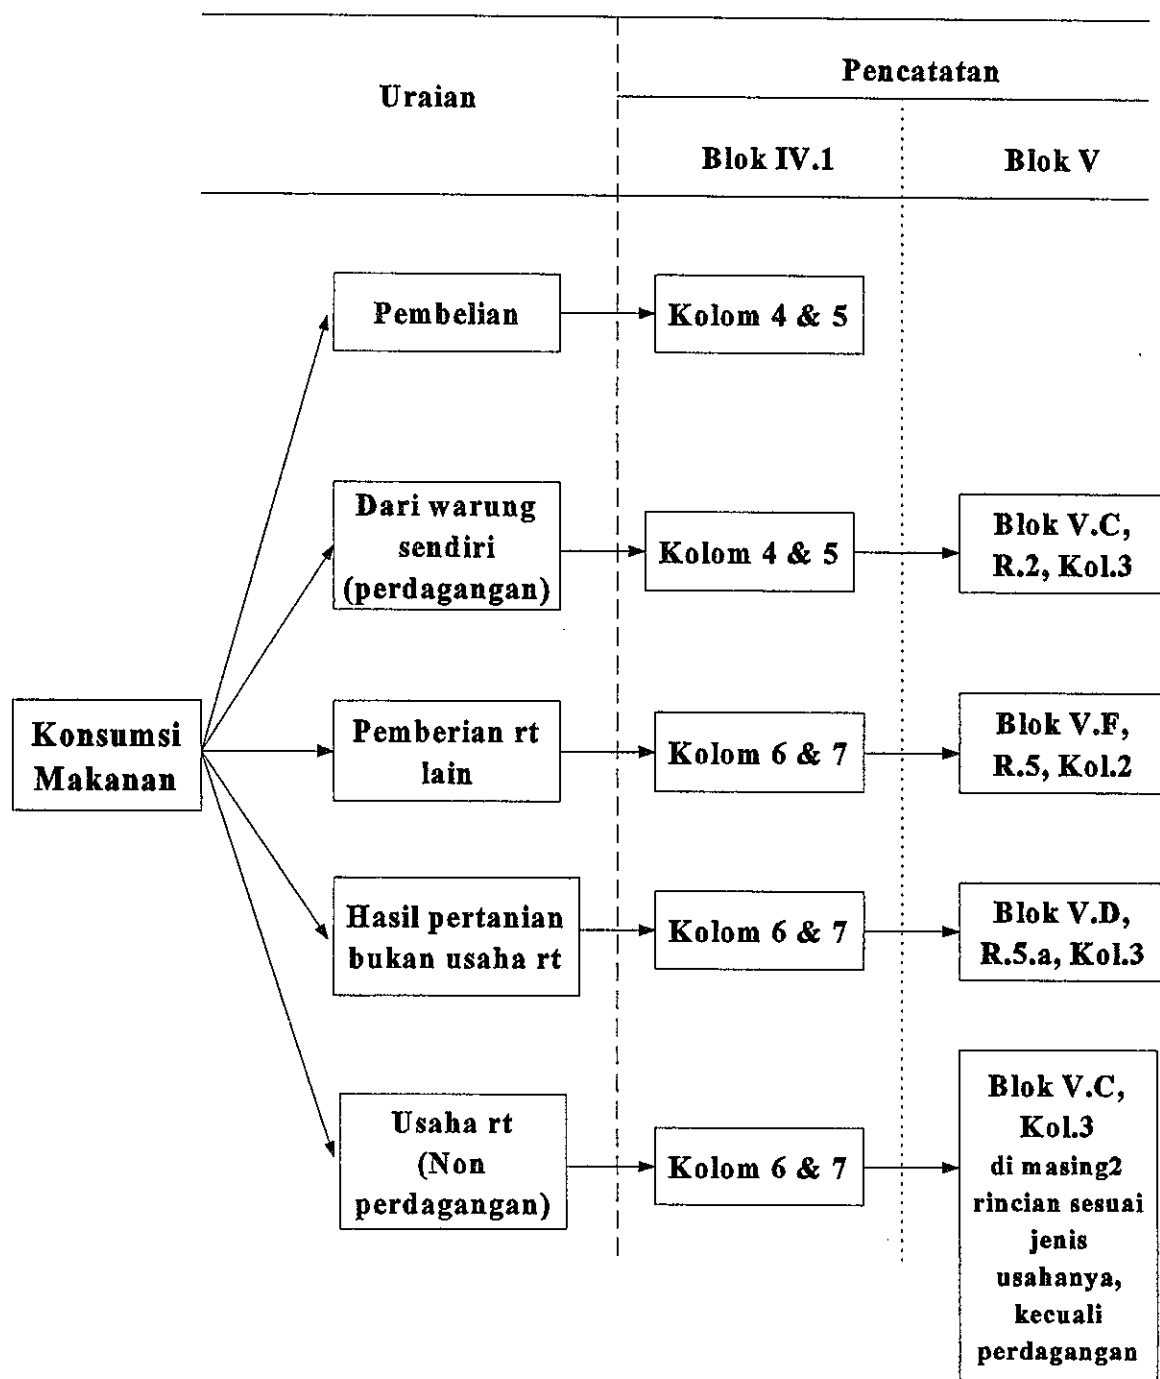 Uraian
Pencatatan
Blok IV.1
Blok V
Konsumsi
Makanan
Pembelian
Kolom 4 & 5
Dari warung
sendiri
(perdagangan)
Kolom 4 & 5
Blok V.C,
R.2, Kol.3
Pemberian rt
lain
Kolom 6 & 7
Blok V.F,
R.5, Kol.2
Hasil pertanian
bukan usaha rt
Kolom 6 & 7
Blok V.D,
R.5.a, Kol.3
Usaha rt
(Non
perdagangan)
Kolom 6 & 7
Blok V.C,
Kol.3
di masing2
rincian sesuai
jenis
usahanya,
kecuali
perdagangan